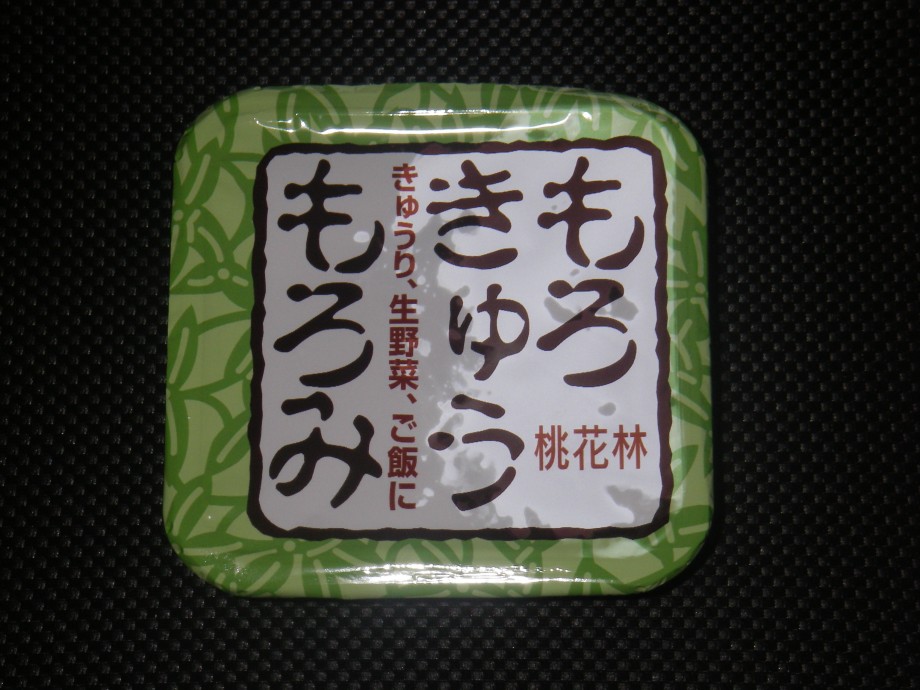 もろ
きゅう
もろみ
きゅうり、生野菜、ご飯に
桃花林